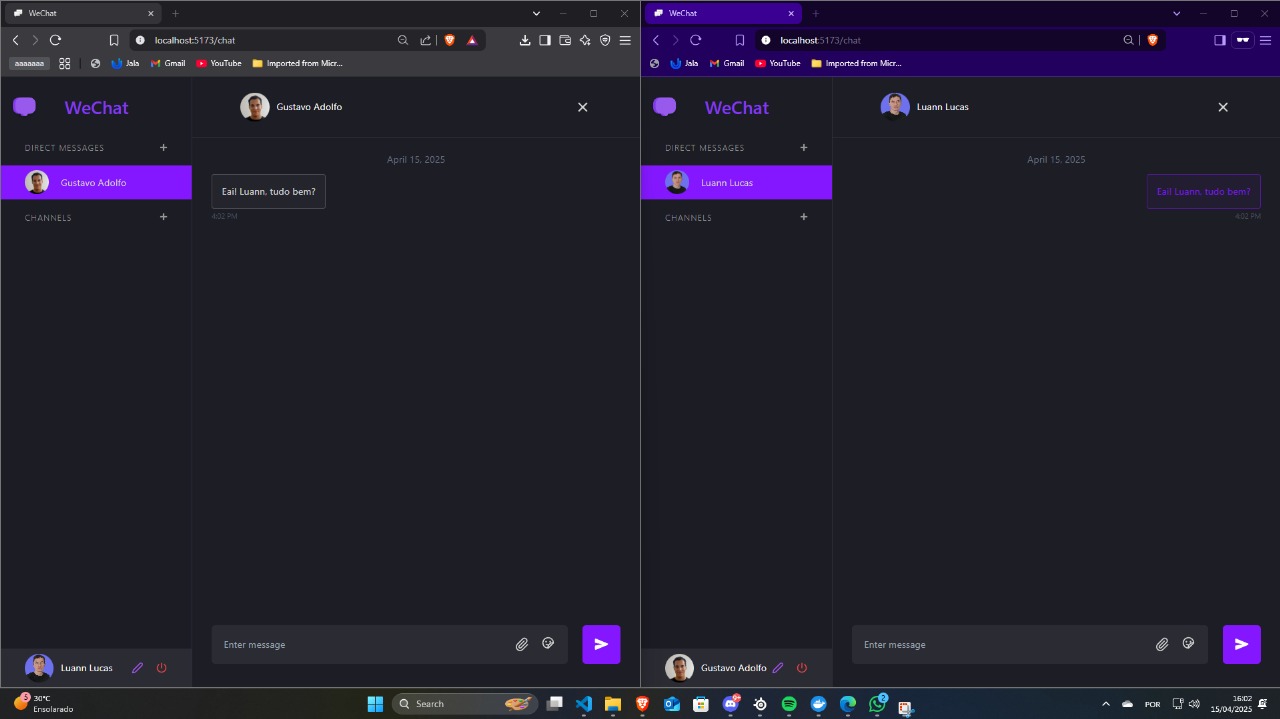 WeChat
localhost:5173/chat
aaaaaaa
Jala
Gmail
YouTube
Imported from Micr...
WeChat
DIRECT MESSAGES
Gustavo Adolfo
CHANNELS
Luann Lucas
Gustavo Adolfo
April 15, 2025
Eail Luann, tudo bem?
4:02 PM
Enter message
WeChat
localhost:5173/chat
Jala
Gmail
YouTube
Imported from Micr...
WeChat
DIRECT MESSAGES
Luann Lucas
CHANNELS
Gustavo Adolfo
Luann Lucas
April 15, 2025
Eail Luann, tudo bem?
4:02 PM
Enter message
30°C
Ensolarado
Search
2
POR
16:02
15/04/2025